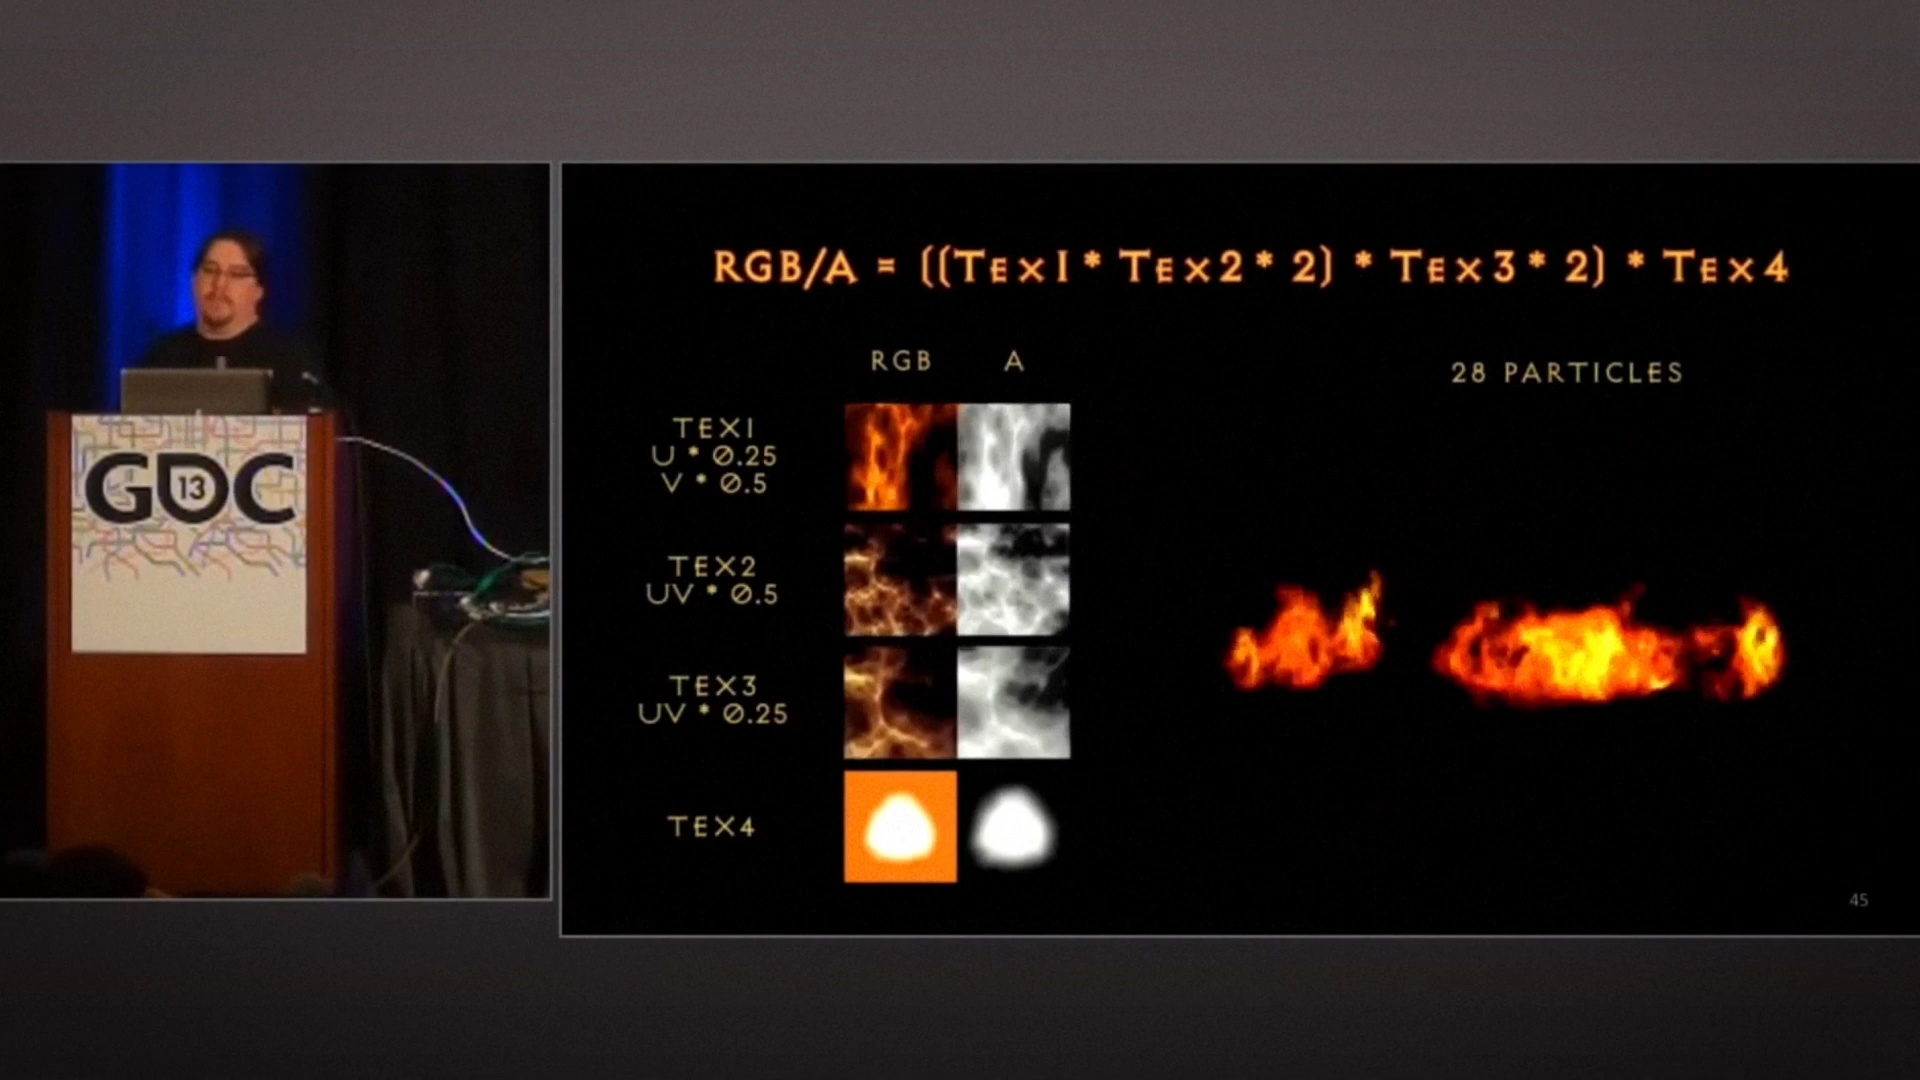 GDC
13
RGB/A = ((TEX1 * TEX2 * 2) * TEX3 * 2) * TEX4
RGB A
28 PARTICLES
TEX1
U * 0.25
V * 0.5
TEX2
UV * 0.5
TEX3
UV * 0.25
TEX4
45